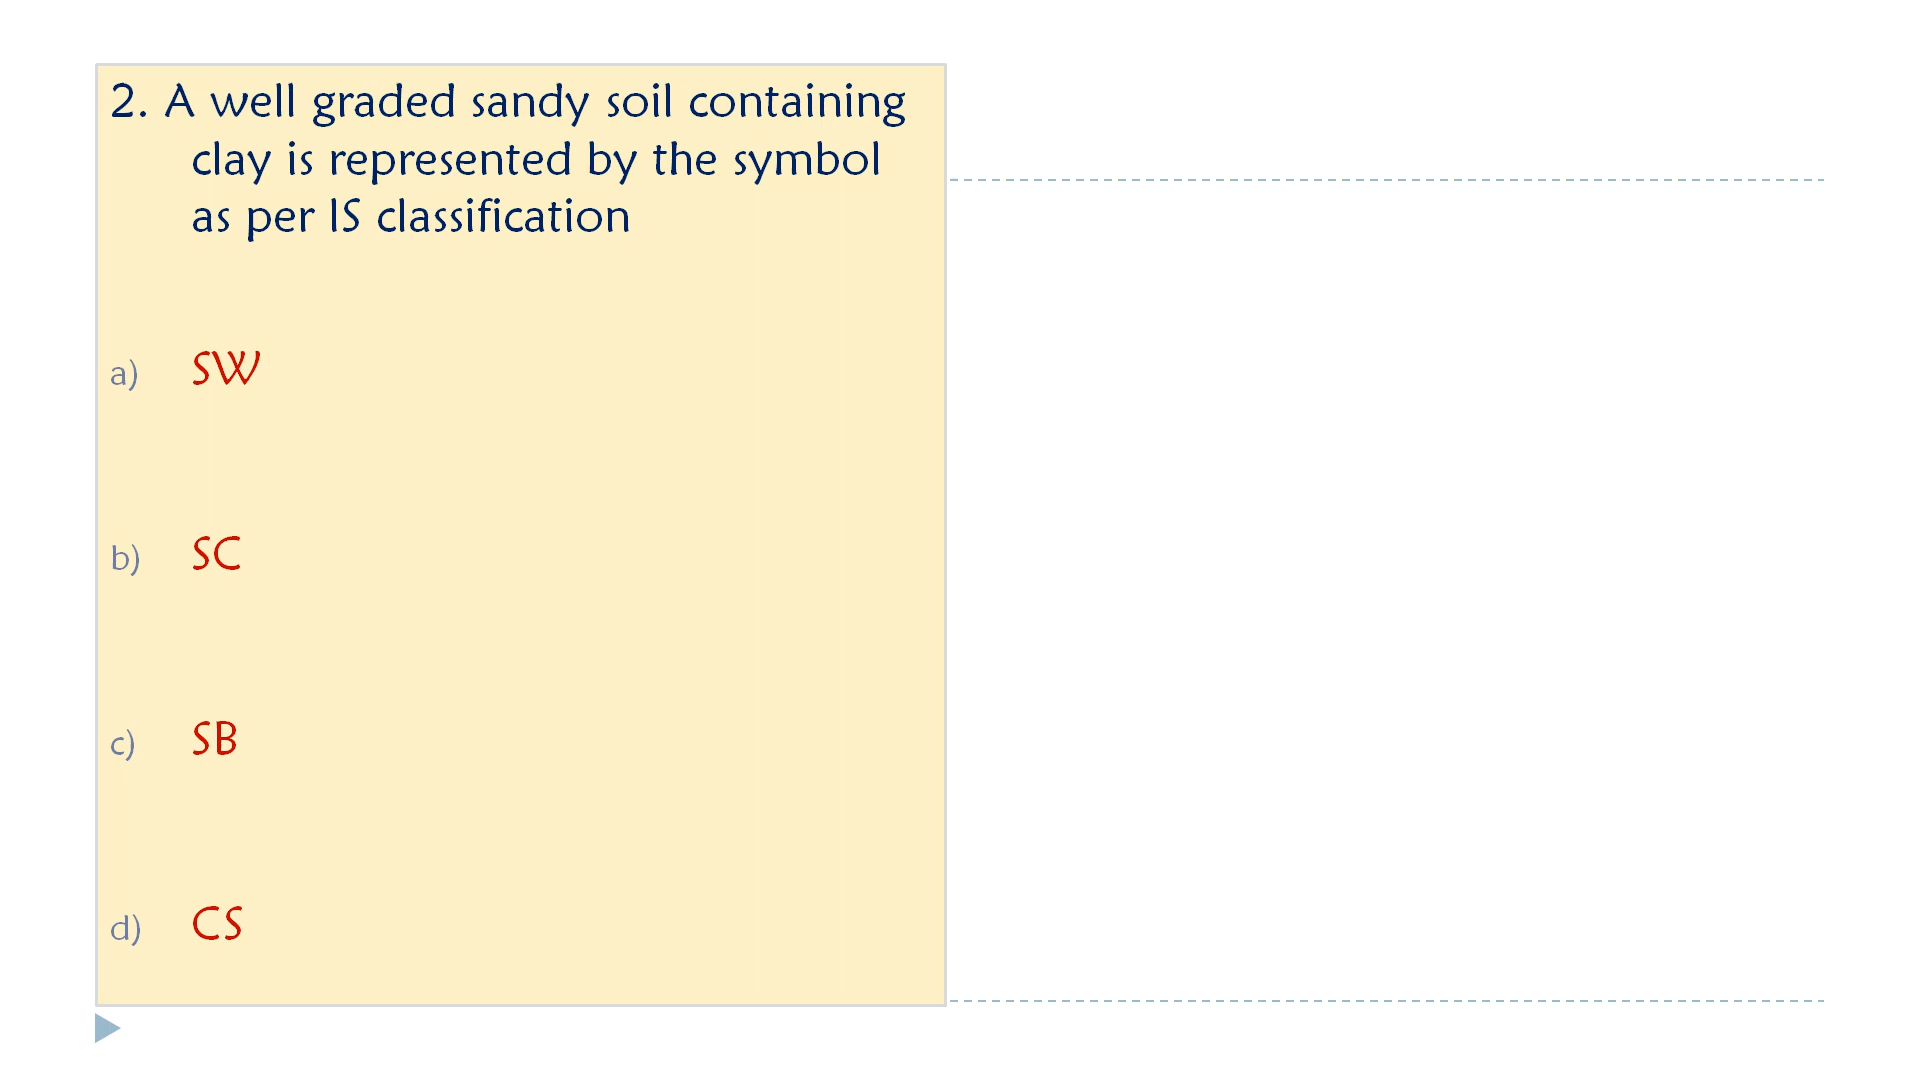 2. A well graded sandy soil containing
clay is represented by the symbol
as per IS classification
a) SW
b) SC
c) SB
d) CS